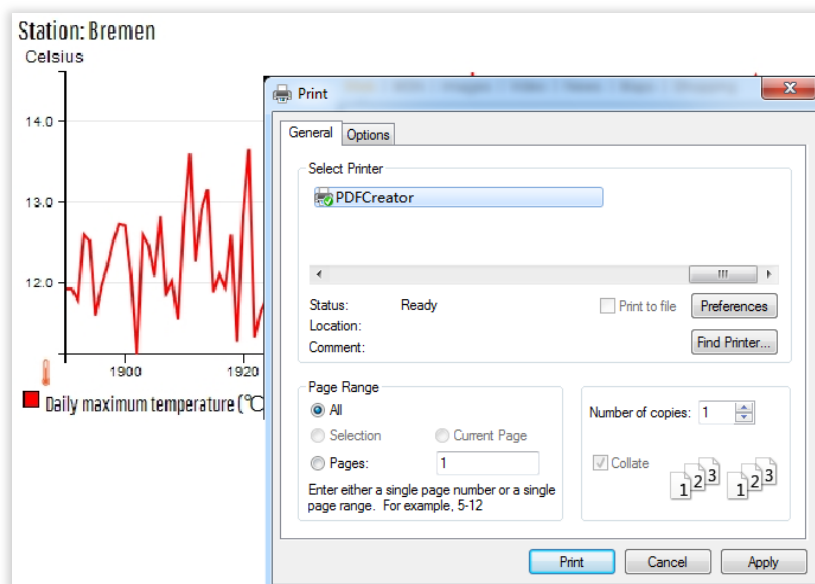 Station: Bremen
Celsius
14.0
13.0
12.0
1900
1920
Daily maximum temperature (℃
Print
General
Options
Select Printer
PDFCreator
Status: Ready
Print to file
Preferences
Location:
Comment:
Find Printer...
Page Range
All
Selection
Current Page
Pages: 1
Enter either a single page number or a single
page range. For example, 5-12
Number of copies: 1
Collate
1 2 3 1 2 3
Print
Cancel
Apply